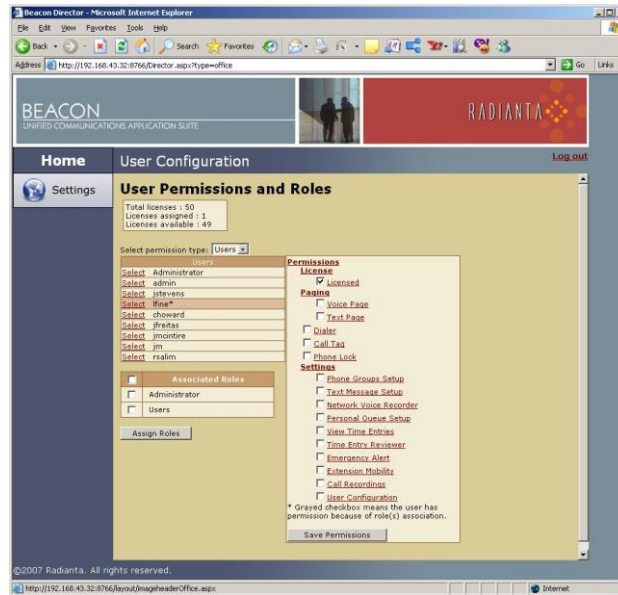 Beacon Director - Microsoft Internet Explorer
File Edit View Favorites Tools Help
Back Search Favorites
Address http://192.168.43.32:8766/Director.aspx?type=office Go Links
BEACON
UNIFIED COMMUNICATIONS APPLICATION SUITE
RADIANTA
Home User Configuration Log out
Settings
User Permissions and Roles
Total licenses : 50
Licenses assigned : 1
Licenses available : 49
Select permission type: Users
Users
Select Administrator
Select admin
Select jstevens
Select lfine*
Select choward
Select jfreitas
Select jmcintire
Select jm
Select rsalim
Associated Roles
Administrator
Users
Assign Roles
Permissions
License
Licensed
Paging
Voice Page
Text Page
Dialer
Call Tag
Phone Lock
Settings
Phone Groups Setup
Text Message Setup
Network Voice Recorder
Personal Queue Setup
View Time Entries
Time Entry Reviewer
Emergency Alert
Extension Mobility
Call Recordings
User Configuration
* Grayed checkbox means the user has
permission because of role(s) association.
Save Permissions
©2007 Radianta. All rights reserved.
http://192.168.43.32:8766/layout/imageheaderOffice.aspx Internet